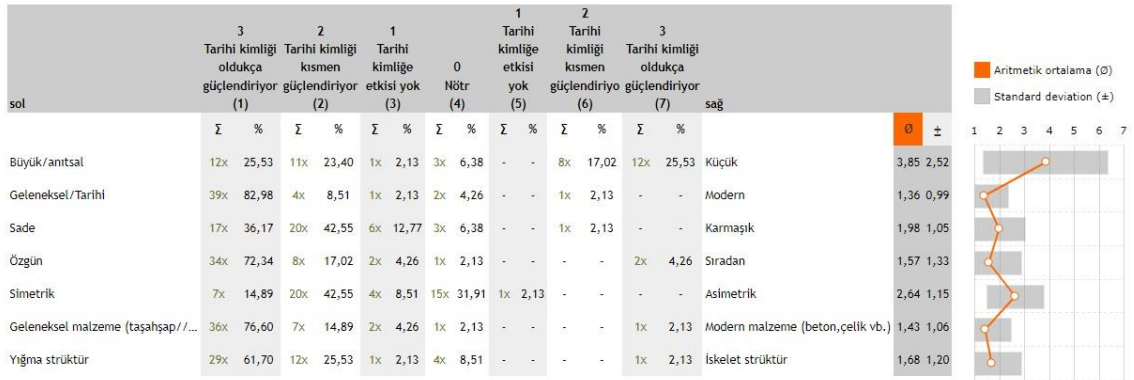 3 2 1 0 1 2 3
Tarihi kimliği oldukça güçlendiriyor (1) Tarihi kimliği kısmen güçlendiriyor (2) Tarihi kimliğe etkisi yok (3) Nötr (4) Tarihi kimliğe etkisi yok (5) Tarihi kimliği kısmen güçlendiriyo (6) Tarihi kimliği oldukça güçlendiriyor (7)
sol sağ
Aritmetik ortalama (Ø)
Standard deviation (±)
Σ % Σ % Σ % Σ % Σ % Σ % Σ % Ø ± 1 2 3 4 5 6 7
Büyük/anıtsal 12x 25,53 11x 23,40 1x 2,13 3x 6,38 - - 8x 17,02 12x 25,53 Küçük 3,85 2,52
Geleneksel/Tarihi 39x 82,98 4x 8,51 1x 2,13 2x 4,26 - - 1x 2,13 - - Modern 1,36 0,99
Sade 17x 36,17 20x 42,55 6x 12,77 3x 6,38 - - 1x 2,13 - - Karmaşık 1,98 1,05
Özgün 34x 72,34 8x 17,02 2x 4,26 1x 2,13 - - - - 2x 4,26 Sıradan 1,57 1,33
Simetrik 7x 14,89 20x 42,55 4x 8,51 15x 31,91 1x 2,13 - - - - Asimetrik 2,64 1,15
Geleneksel malzeme (taşahşap//... 36x 76,60 7x 14,89 2x 4,26 1x 2,13 - - - - 1x 2,13 Modern malzeme (beton,çelik vb.) 1,43 1,06
Yığma strüktür 29x 61,70 12x 25,53 1x 2,13 4x 8,51 - - - - 1x 2,13 İskelet strüktür 1,68 1,20